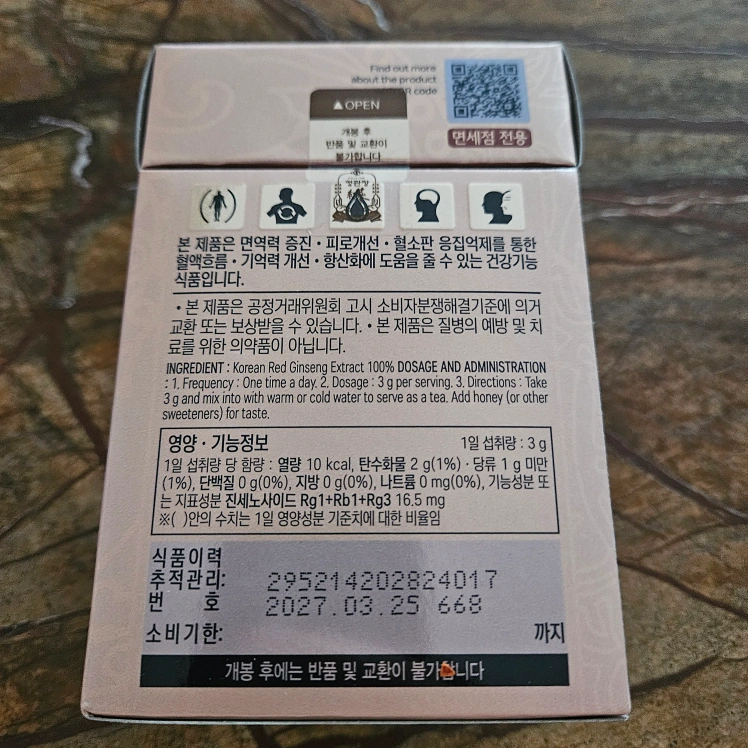 Find out more
about the product
QR code
▲OPEN
개봉 후
반품 및 교환이
불가합니다
면세점 전용
본 제품은 면역력 증진・피로개선・혈소판 응집억제를 통한
혈액흐름・기억력 개선・항산화에 도움을 줄 수 있는 건강기능
식품입니다.
・본 제품은 공정거래위원회 고시 소비자분쟁해결기준에 의거
교환 또는 보상받을 수 있습니다. ・본 제품은 질병의 예방 및 치
료를 위한 의약품이 아닙니다.
INGREDIENT : Korean Red Ginseng Extract 100% DOSAGE AND ADMINISTRATION
: 1. Frequency : One time a day. 2. Dosage : 3 g per serving. 3. Directions : Take
3 g and mix into with warm or cold water to serve as a tea. Add honey (or other
sweeteners) for taste.
영양・기능정보 1일 섭취량 : 3 g
1일 섭취량 당 함량 : 열량 10 kcal, 탄수화물 2 g(1%)・당류 1 g 미만
(1%), 단백질 0 g(0%), 지방 0 g(0%), 나트륨 0 mg(0%), 기능성분 또
는 지표성분 진세노사이드 Rg1+Rb1+Rg3 16.5 mg
※( )안의 수치는 1일 영양성분 기준치에 대한 비율임
식품이력
추적관리: 295214202824017
번 호 2027.03.25 668
소비기한: 까지
개봉 후에는 반품 및 교환이 불가합니다